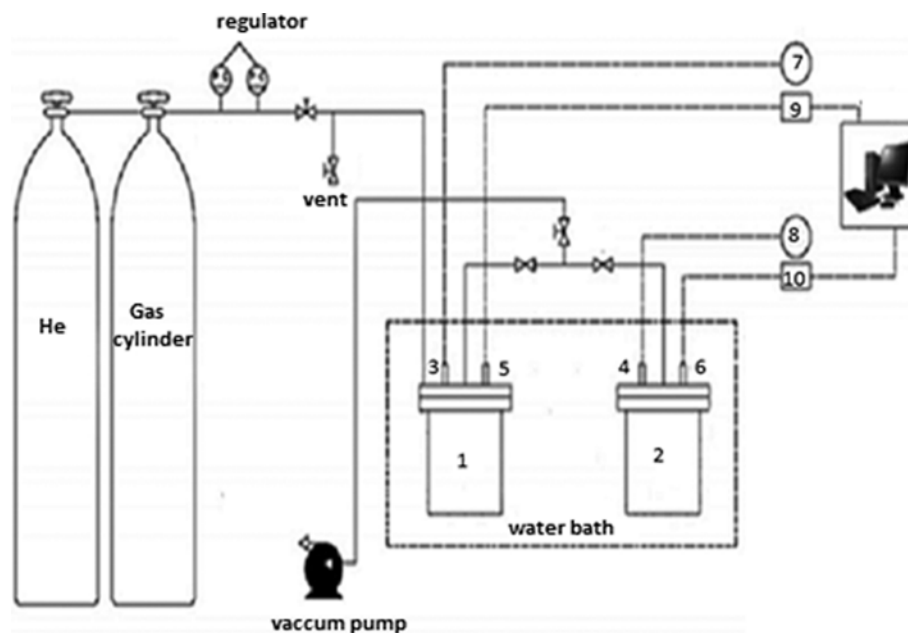 regulator
7
9
vent
8
10
He
Gas
cylinder
3
5
4
6
1
2
water bath
vaccum pump